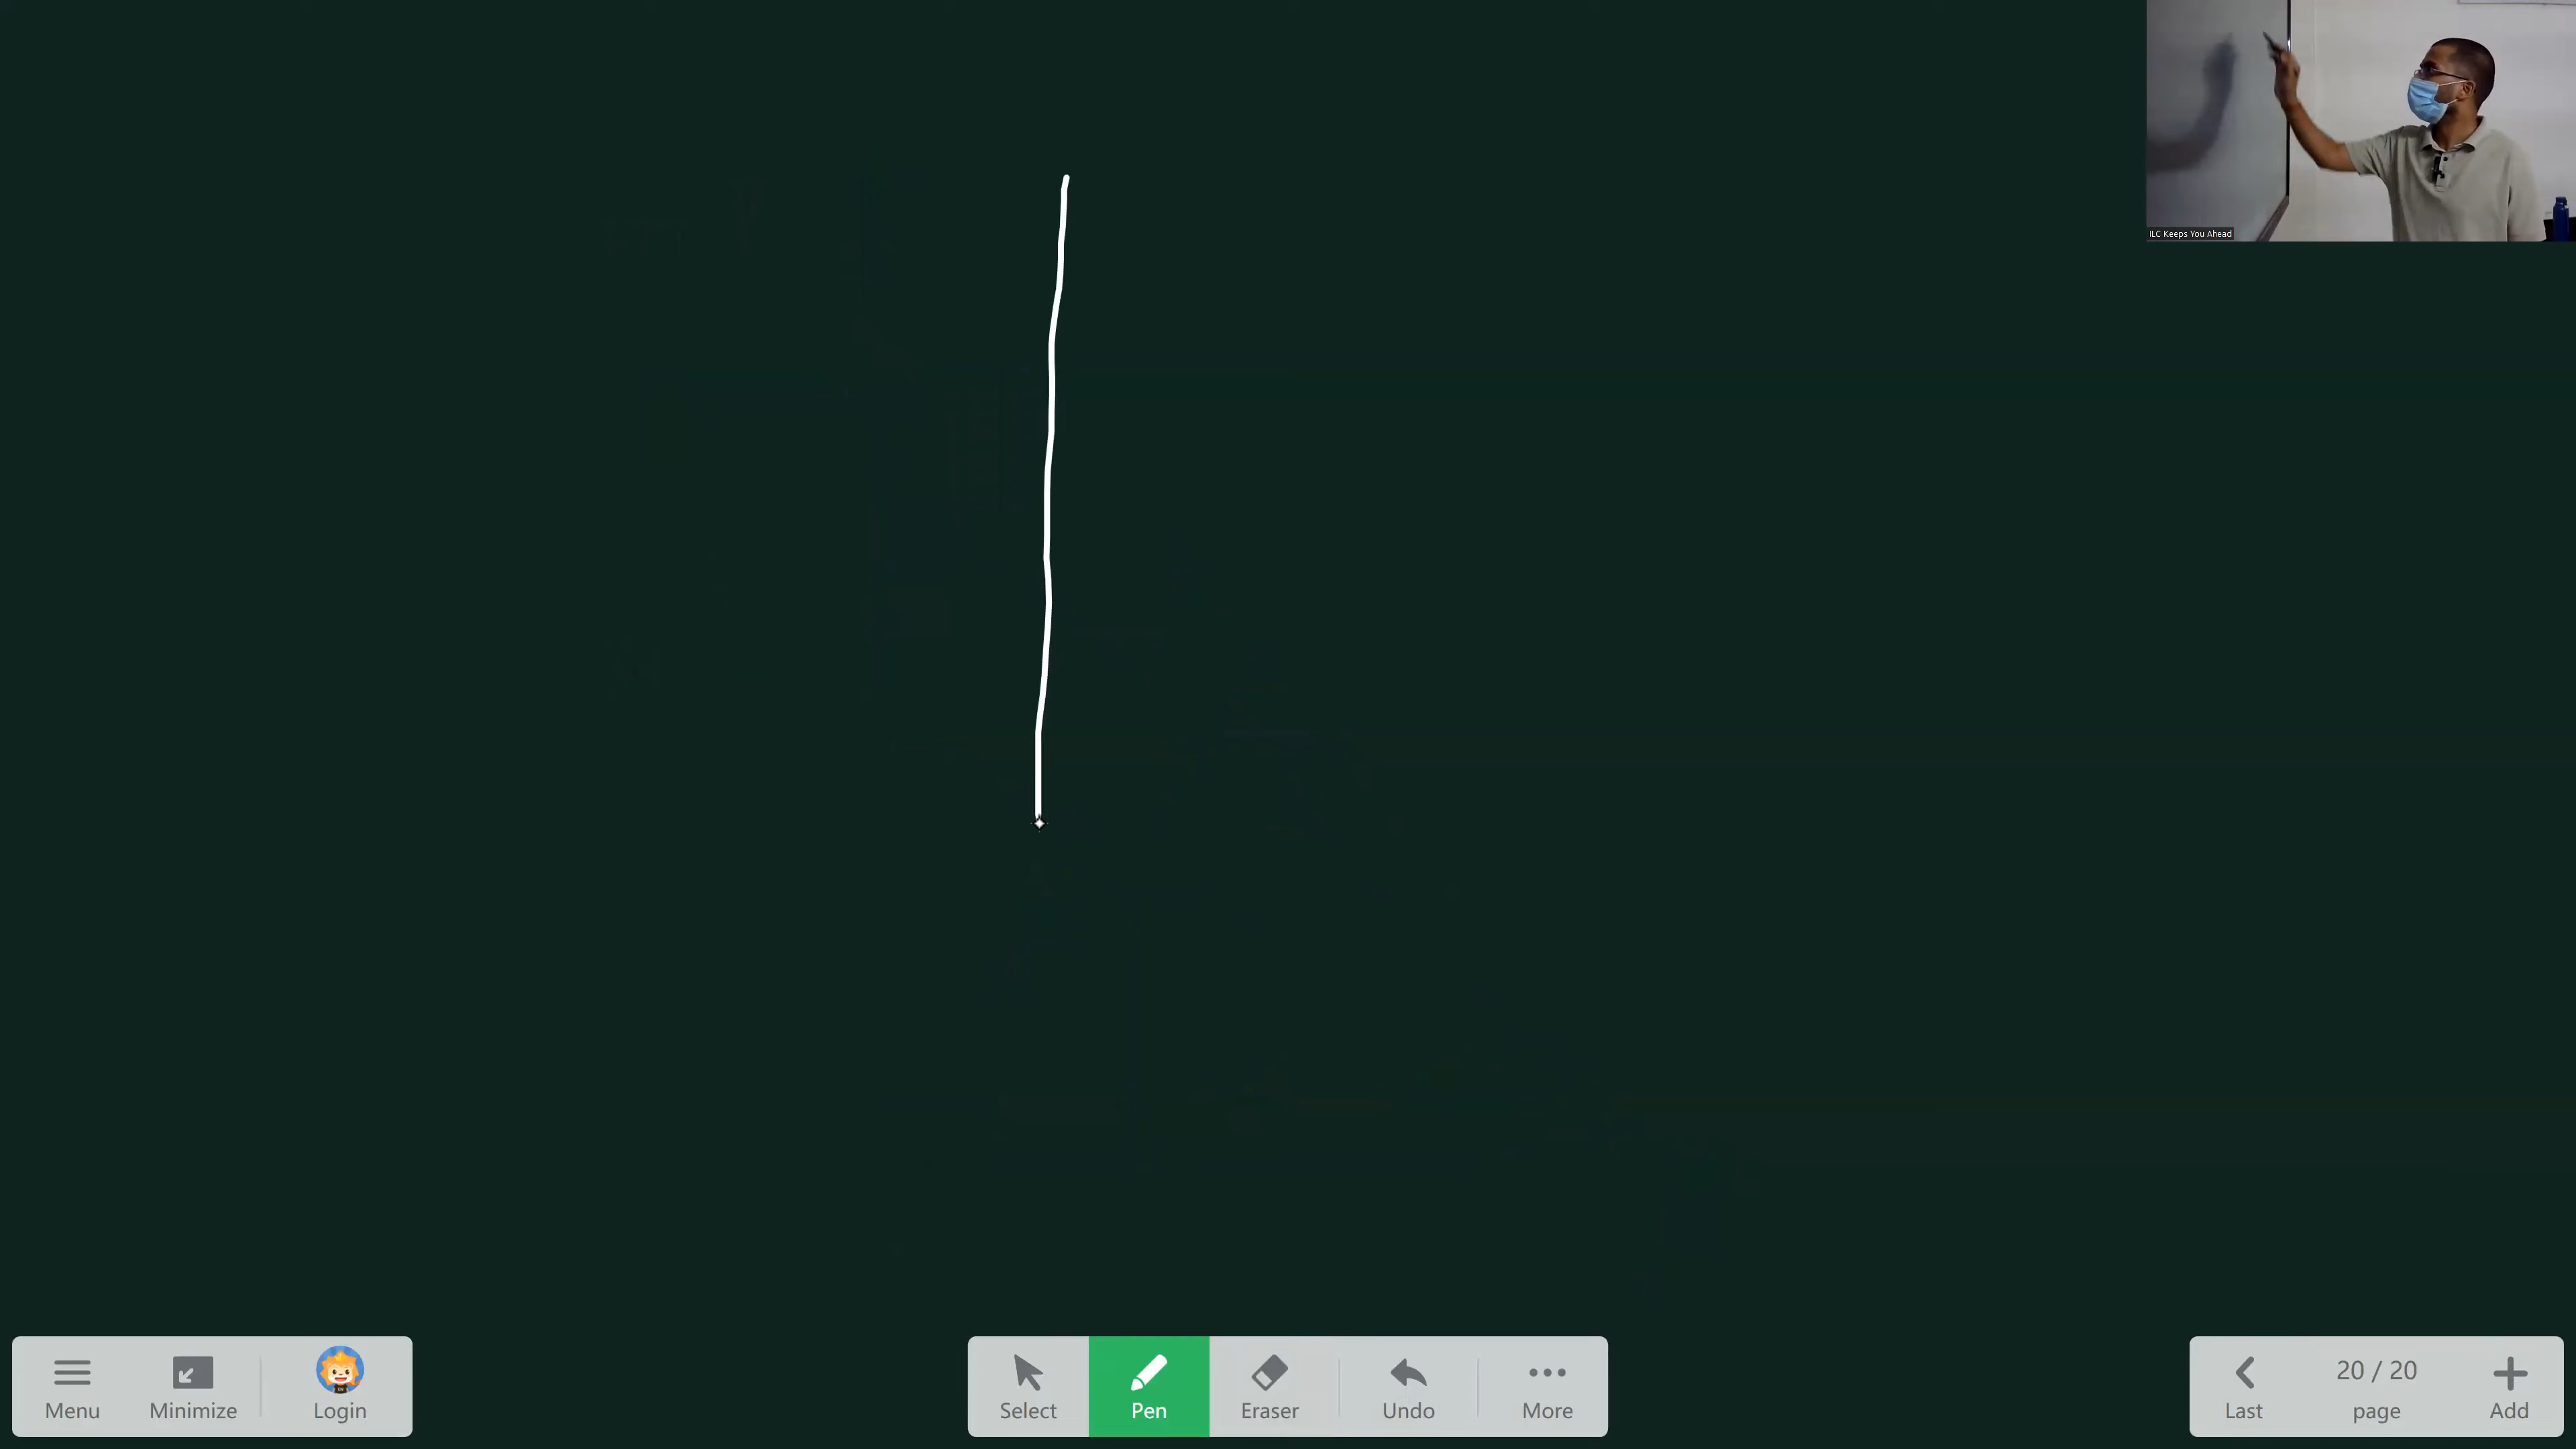 ILC Keeps You Ahead
Menu
Minimize
Login
Select
Pen
Eraser
Undo
More
Last
20 / 20
page
Add